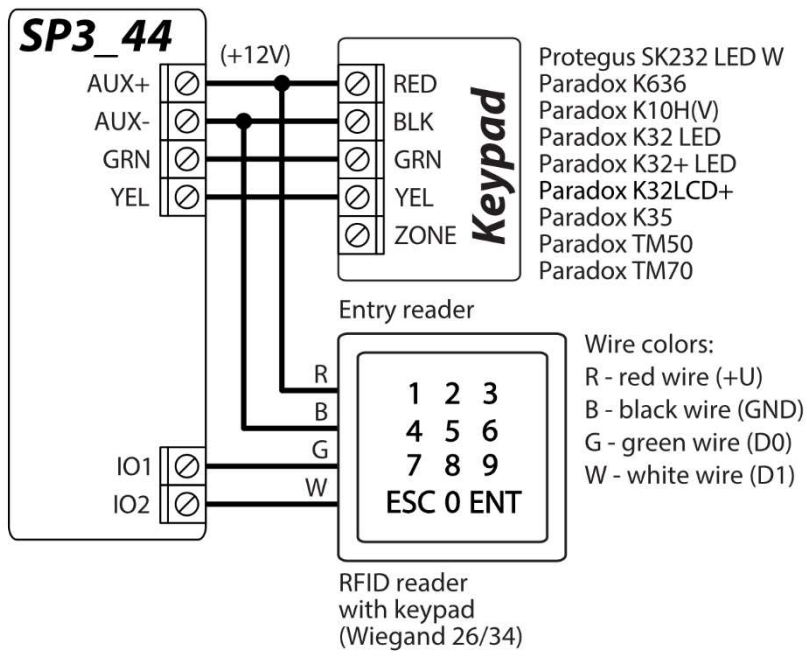 SP3_44
(+12V)
AUX+
AUX-
GRN
YEL
IO1
IO2
RED
BLK
GRN
YEL
ZONE
Keypad
Protegus SK232 LED W
Paradox K636
Paradox K10H(V)
Paradox K32 LED
Paradox K32+ LED
Paradox K32LCD+
Paradox K35
Paradox TM50
Paradox TM70
Entry reader
R
B
G
W
1 2 3
4 5 6
7 8 9
ESC 0 ENT
Wire colors:
R - red wire (+U)
B - black wire (GND)
G - green wire (D0)
W - white wire (D1)
RFID reader
with keypad
(Wiegand 26/34)